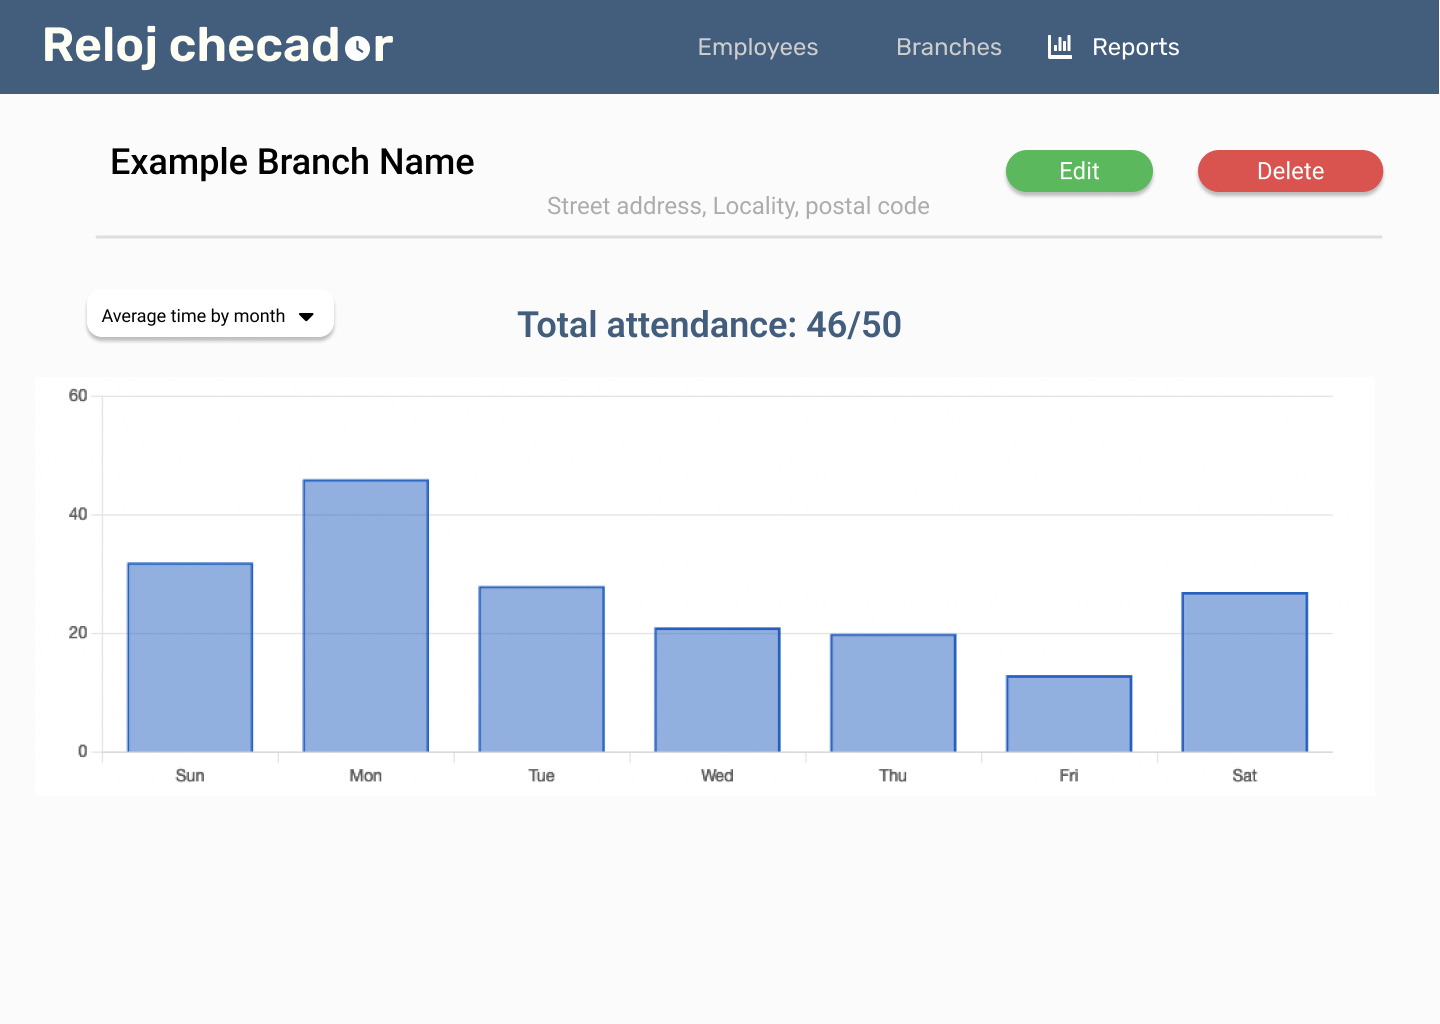 Reloj checador
Employees
Branches
Reports
Example Branch Name
Street address, Locality, postal code
Edit
Delete
Average time by month
Total attendance: 46/50
60
40
20
0
Sun Mon Tue Wed Thu Fri Sat